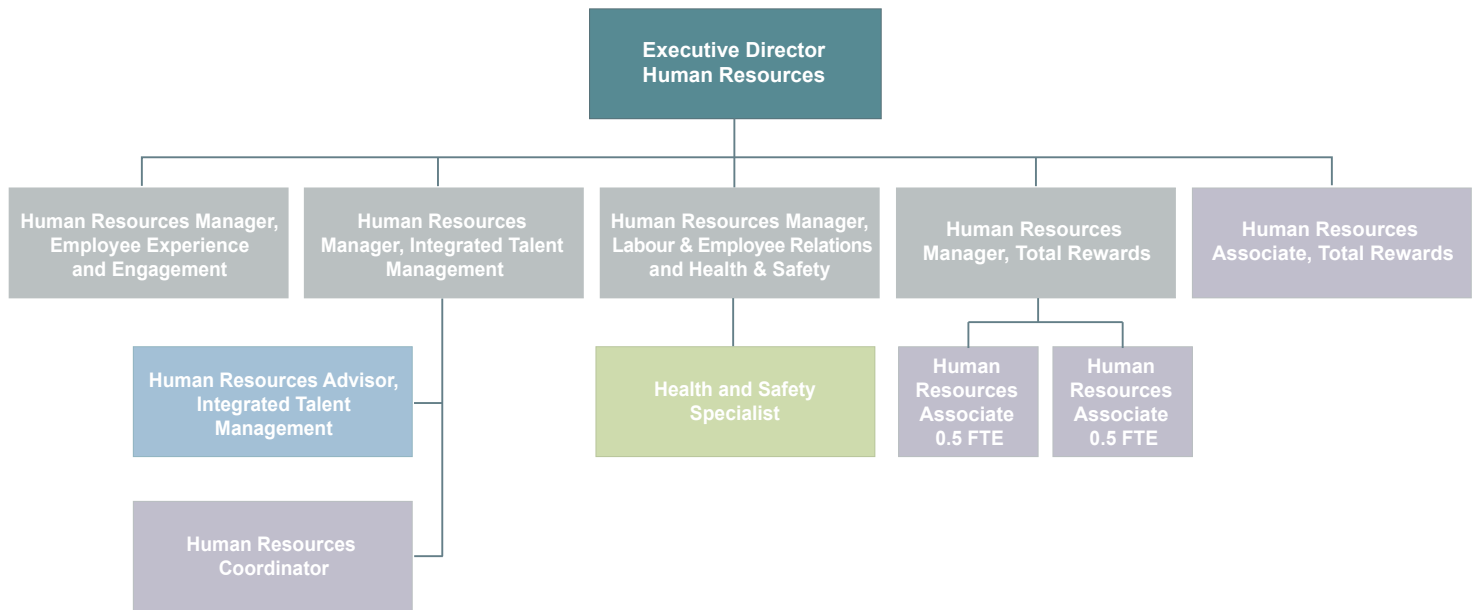 Executive Director
Human Resources
Human Resources Manager,
Employee Experience
and Engagement
Human Resources
Manager, Integrated Talent
Management
Human Resources Manager,
Labour & Employee Relations
and Health & Safety
Human Resources
Manager, Total Rewards
Human Resources
Associate, Total Rewards
Human Resources Advisor,
Integrated Talent
Management
Health and Safety
Specialist
Human
Resources
Associate
0.5 FTE
Human
Resources
Associate
0.5 FTE
Human Resources
Coordinator